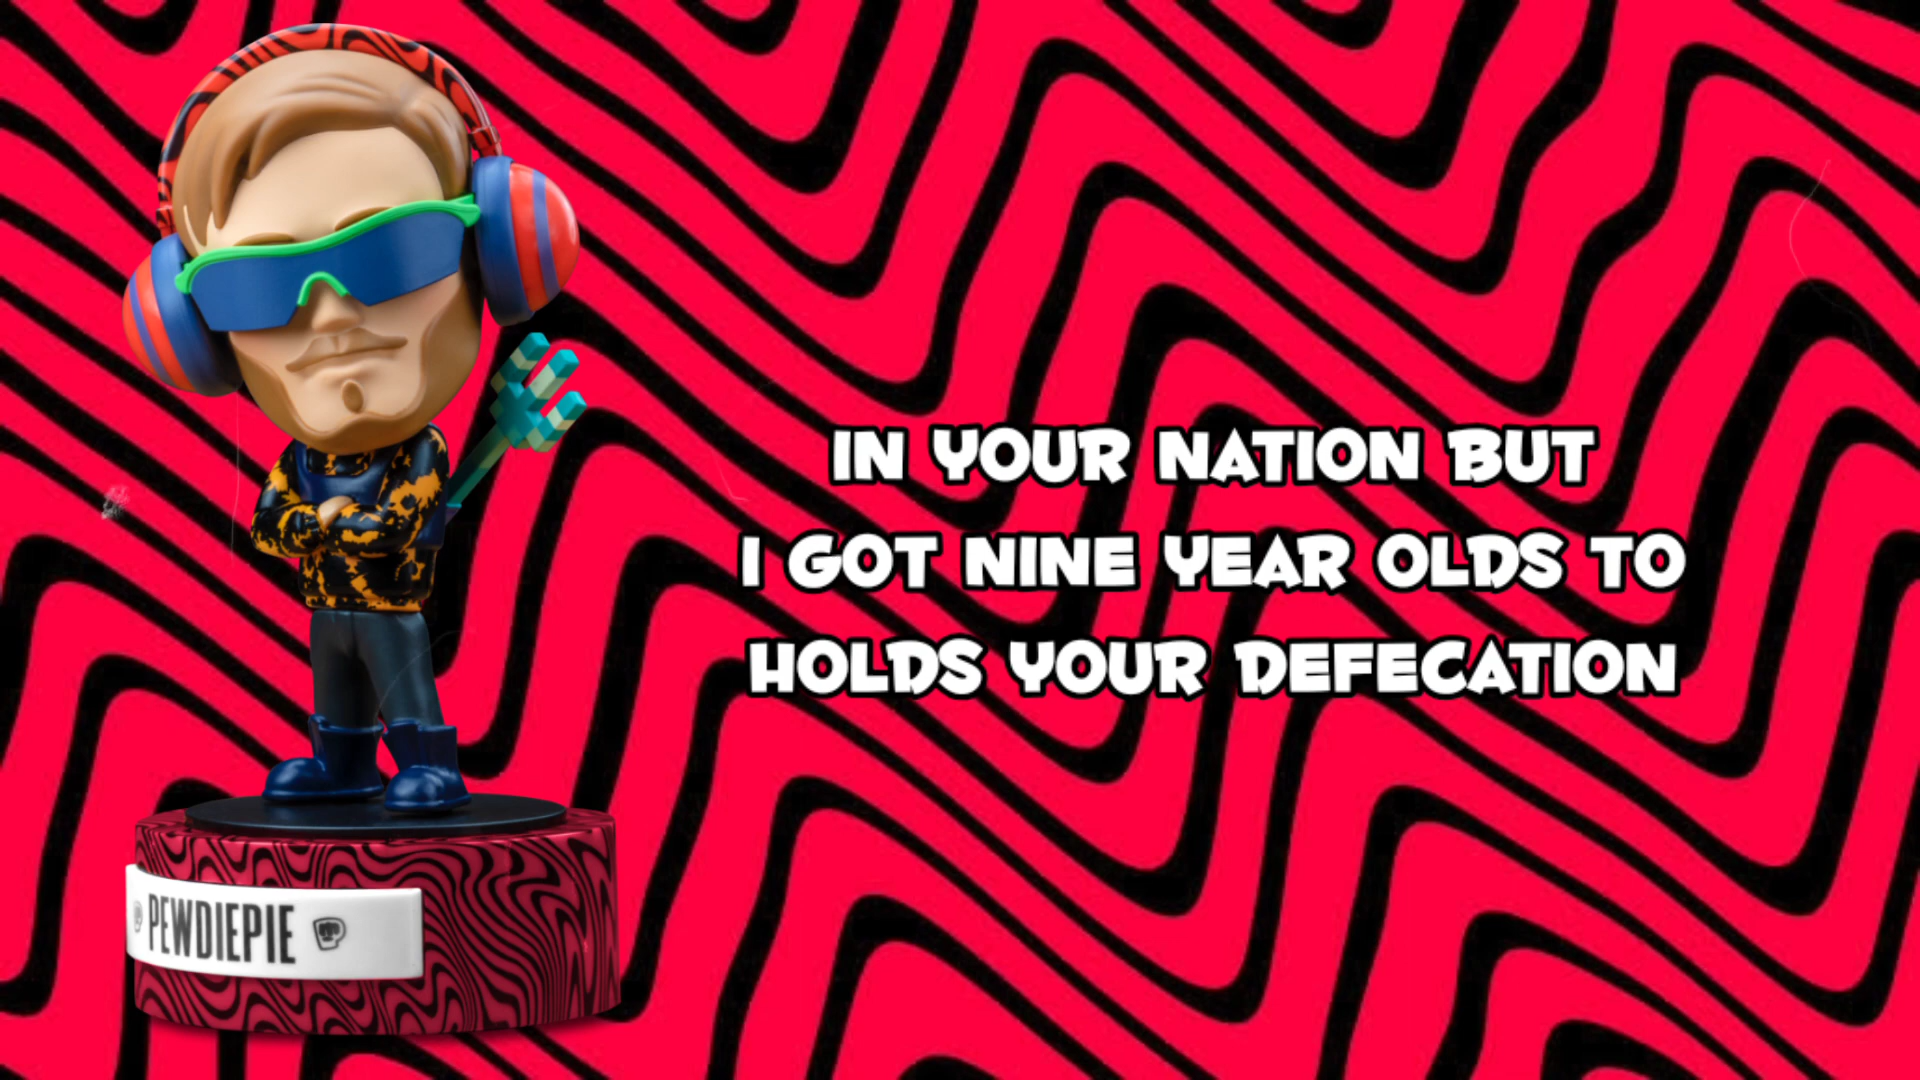 IN YOUR NATION BUT
I GOT NINE YEAR OLDS TO
HOLDS YOUR DEFECATION
PEWDIEPIE